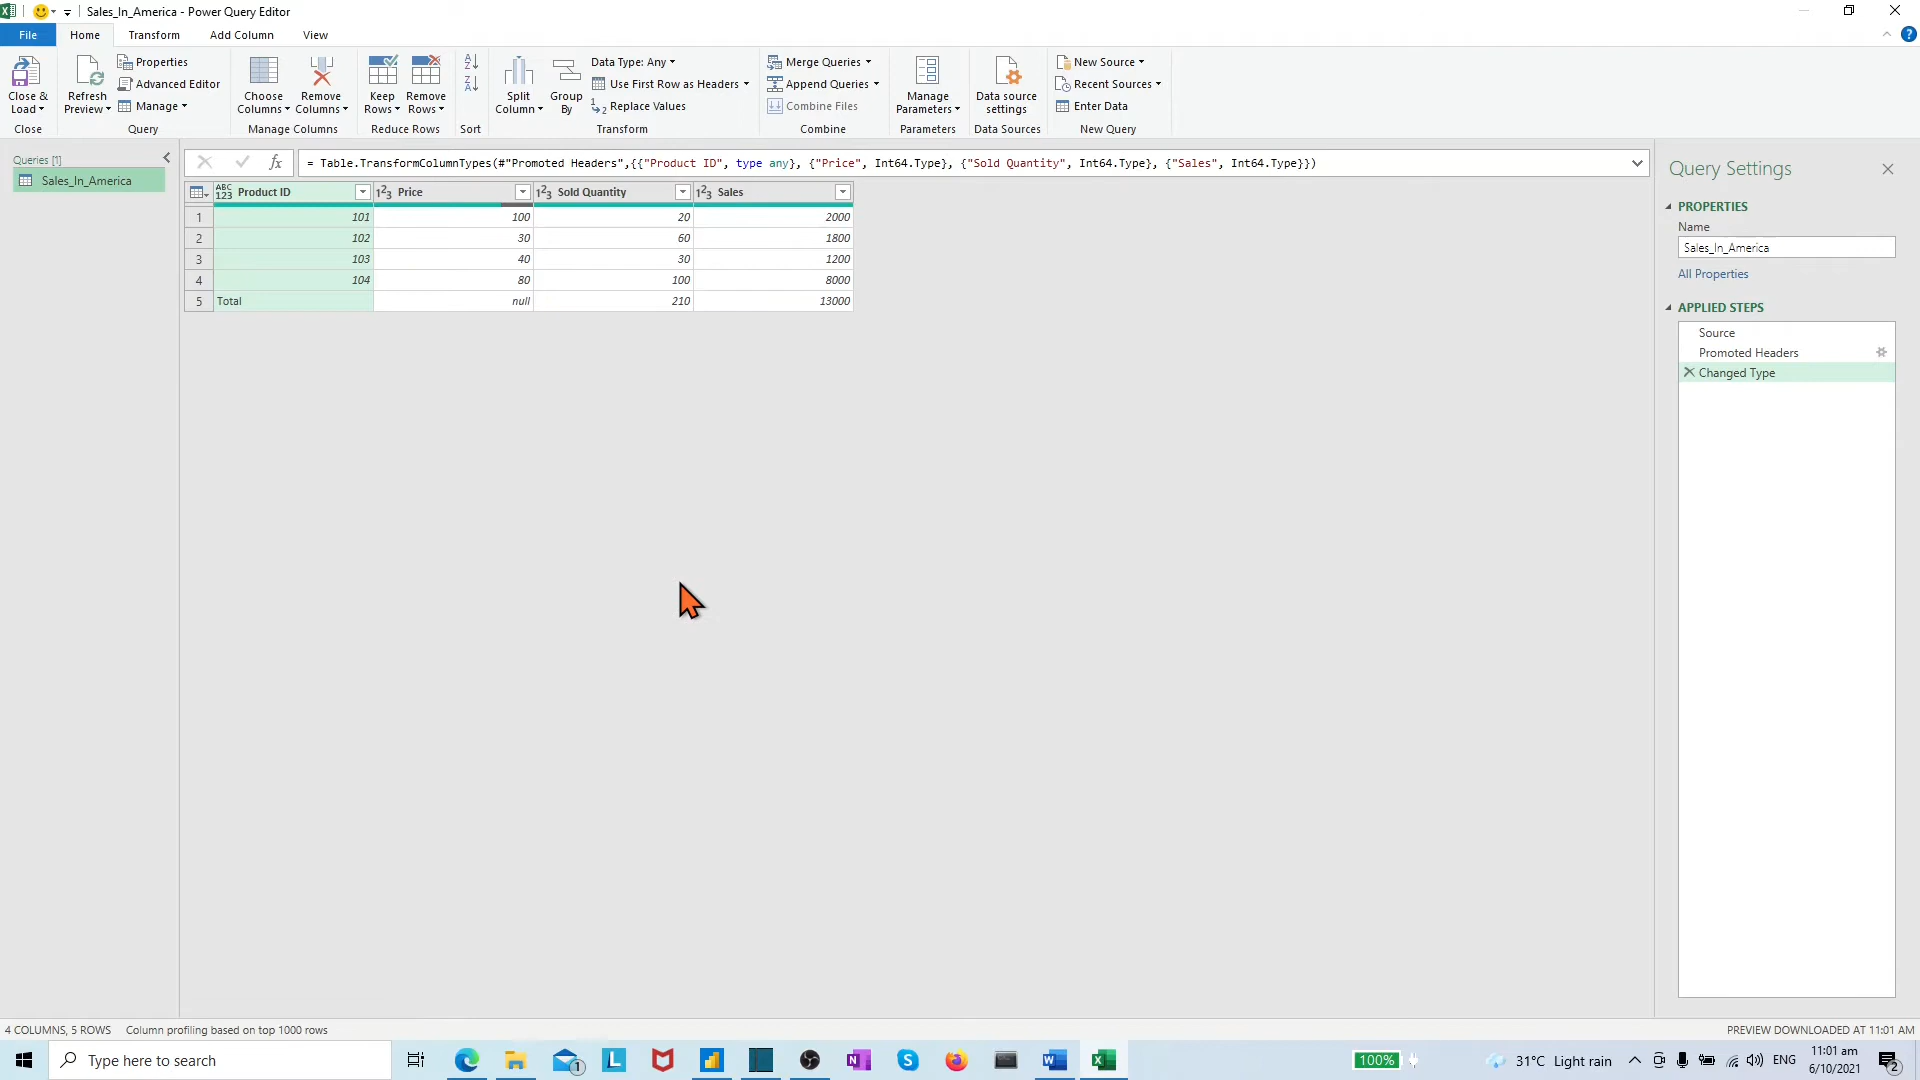 Sales_In_America - Power Query Editor
File Home Transform Add Column View
Close & Load
Close
Refresh Preview
Properties
Advanced Editor
Manage
Query
Choose Columns
Remove Columns
Manage Columns
Keep Rows
Remove Rows
Reduce Rows
Sort
Split Column
Group By
Data Type: Any
Use First Row as Headers
Replace Values
Transform
Merge Queries
Append Queries
Combine Files
Combine
Manage Parameters
Parameters
Data source settings
Data Sources
New Source
Recent Sources
Enter Data
New Query
Queries [1]
Sales_In_America
= Table.TransformColumnTypes(#"Promoted Headers",{{"Product ID", type any}, {"Price", Int64.Type}, {"Sold Quantity", Int64.Type}, {"Sales", Int64.Type}})
Product ID Price Sold Quantity Sales
1 101 100 20 2000
2 102 30 60 1800
3 103 40 30 1200
4 104 80 100 8000
5 Total null 210 13000
Query Settings
PROPERTIES
Name
Sales_In_America
All Properties
APPLIED STEPS
Source
Promoted Headers
Changed Type
4 COLUMNS, 5 ROWS Column profiling based on top 1000 rows
PREVIEW DOWNLOADED AT 11:01 AM
Type here to search
100%
31°C Light rain
ENG
11:01 am
6/10/2021
2